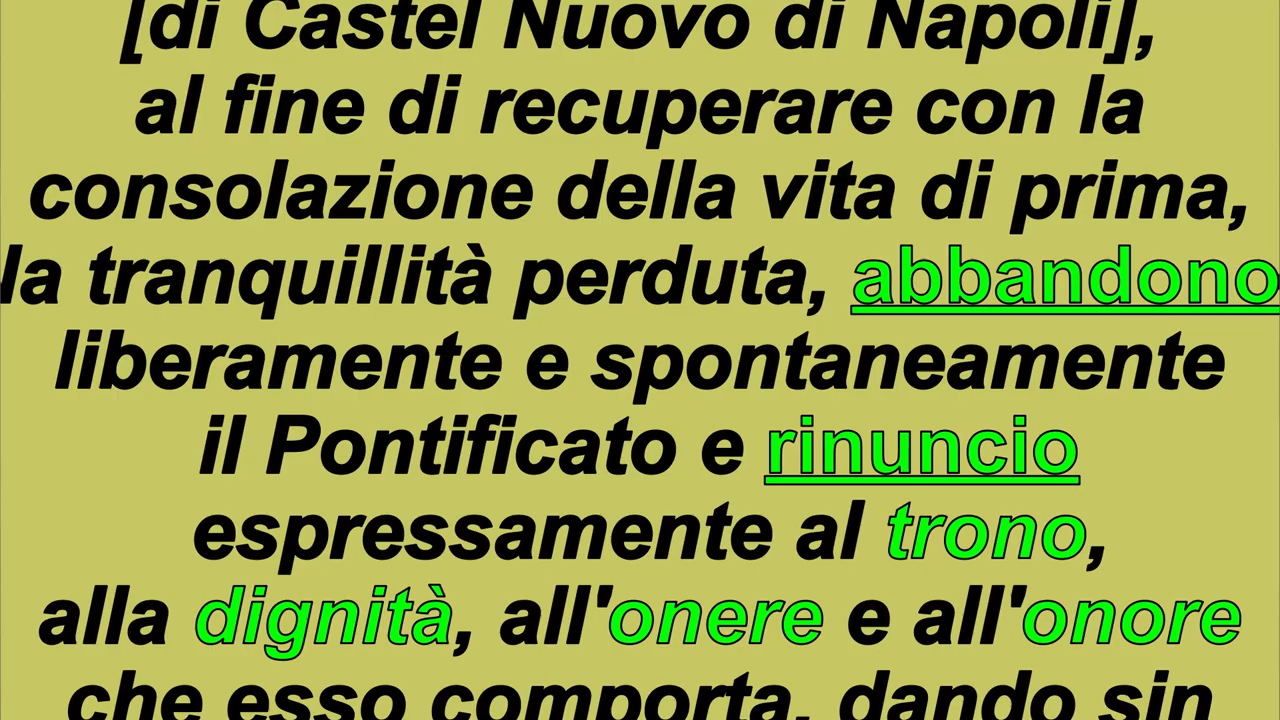 [di Castel Nuovo di Napoli],
al fine di recuperare con la
consolazione della vita di prima,
la tranquillità perduta, abbandono
liberamente e spontaneamente
il Pontificato e rinuncio
espressamente al trono,
alla dignità, all'onere e all'onore
che esso comporta, dando sin